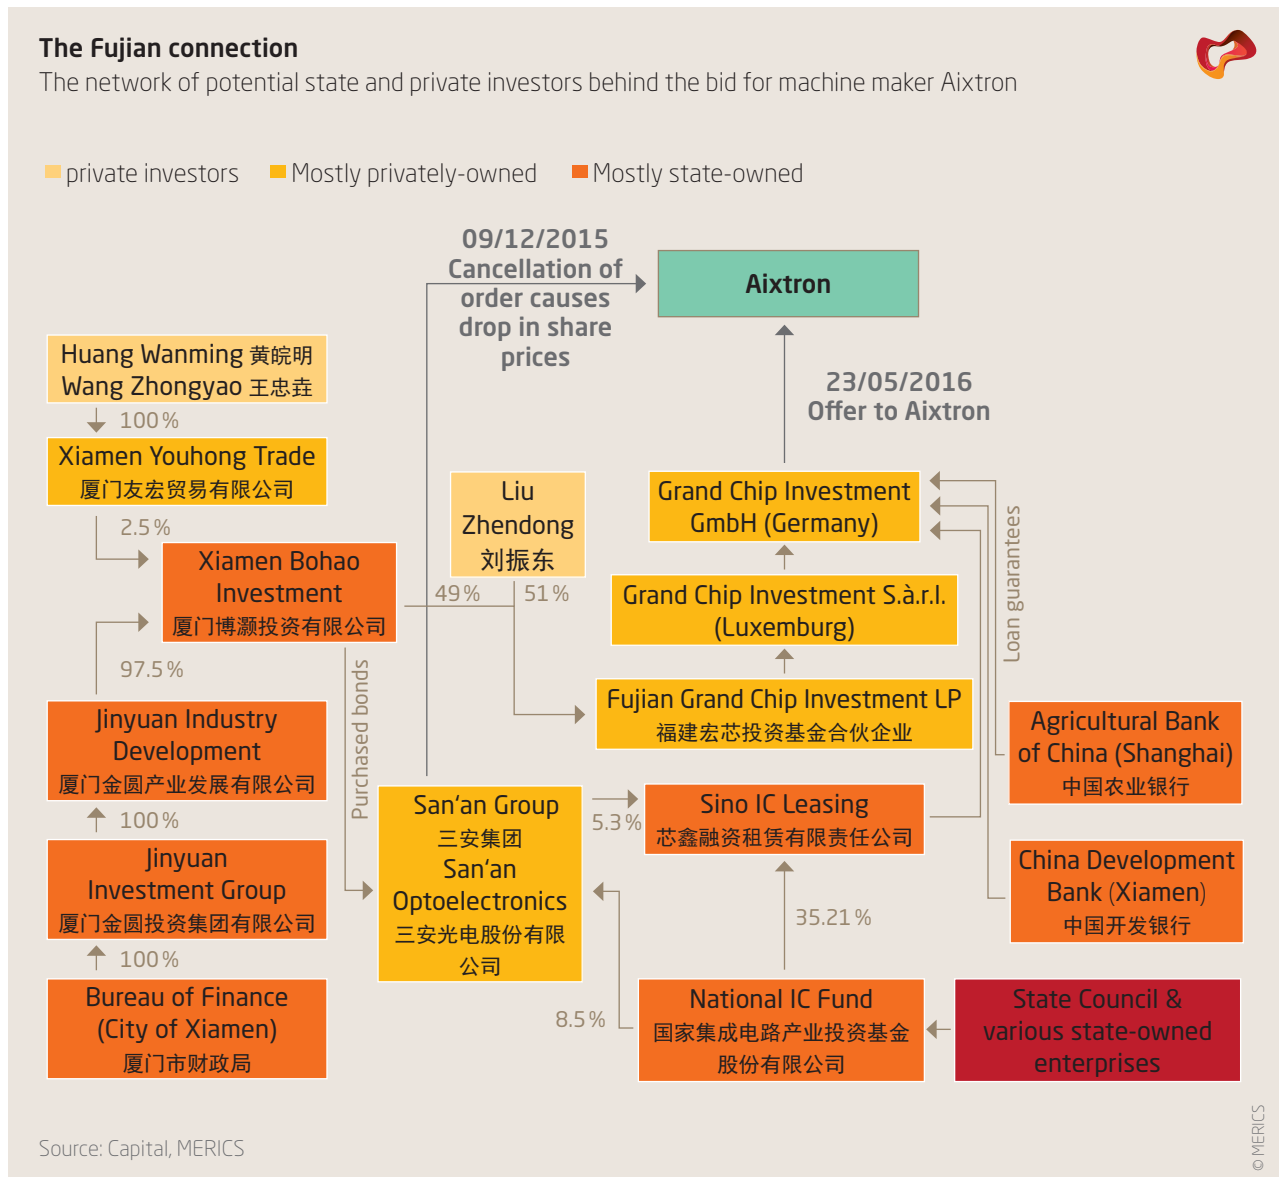 The Fujian connection
The network of potential state and private investors behind the bid for machine maker Aixtron
private investors
Mostly privately-owned
Mostly state-owned
09/12/2015
Cancellation of
order causes
drop in share
prices
Aixtron
23/05/2016
Offer to Aixtron
Huang Wanming 黄皖明
Wang Zhongyao 王忠垚
100 %
Xiamen Youhong Trade
厦门友宏贸易有限公司
2.5 %
Xiamen Bohao
Investment
厦门博灏投资有限公司
97.5 %
Jinyuan Industry
Development
厦门金圆产业发展有限公司
100 %
Jinyuan
Investment Group
厦门金圆投资集团有限公司
100 %
Bureau of Finance
(City of Xiamen)
厦门市财政局
Liu
Zhendong
刘振东
49 %
51 %
Purchased bonds
Grand Chip Investment
GmbH (Germany)
Grand Chip Investment S.à.r.l.
(Luxemburg)
Fujian Grand Chip Investment LP
福建宏芯投资基金合伙企业
Loan guarantees
San‘an Group
三安集团
San‘an
Optoelectronics
三安光电股份有限
公司
5.3 %
Sino IC Leasing
芯鑫融资租赁有限责任公司
35.21 %
8.5 %
National IC Fund
国家集成电路产业投资基金
股份有限公司
Agricultural Bank
of China (Shanghai)
中国农业银行
China Development
Bank (Xiamen)
中国开发银行
State Council &
various state-owned
enterprises
Source: Capital, MERICS
© MERICS